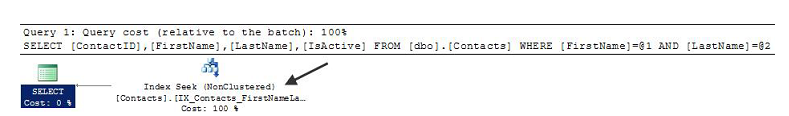 Query 1: Query cost (relative to the batch): 100%
SELECT [ContactID],[FirstName],[LastName],[IsActive] FROM [dbo].[Contacts] WHERE [FirstName]=@1 AND [LastName]=@2
SELECT
Cost: 0 %
Index Seek (NonClustered)
[Contacts].[IX_Contacts_FirstNameLa…
Cost: 100 %